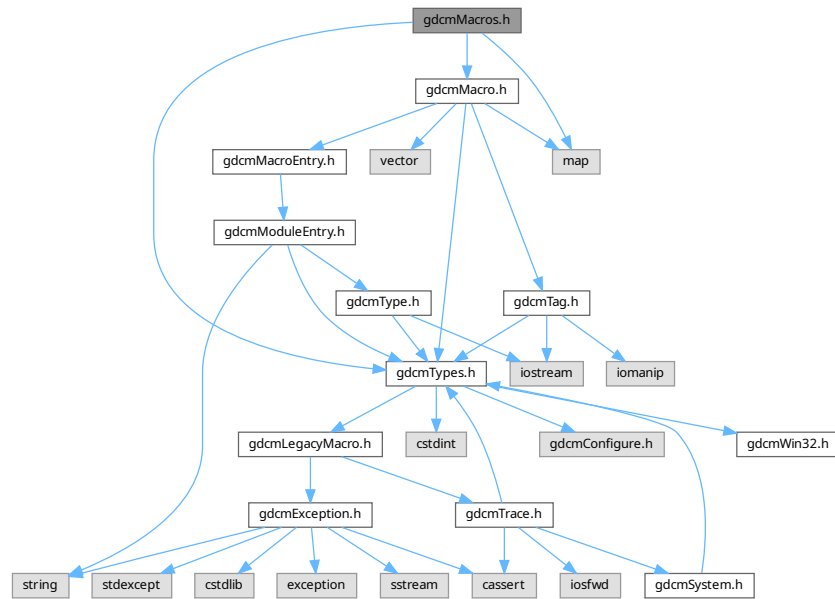 gdcmMacros.h
gdcmMacro.h
gdcmMacroEntry.h
vector
map
gdcmModuleEntry.h
gdcmType.h
gdcmTag.h
gdcmTypes.h
iostream
iomanip
gdcmLegacyMacro.h
cstdint
gdcmConfigure.h
gdcmWin32.h
gdcmException.h
gdcmTrace.h
string
stdexcept
cstdlib
exception
sstream
cassert
iosfwd
gdcmSystem.h